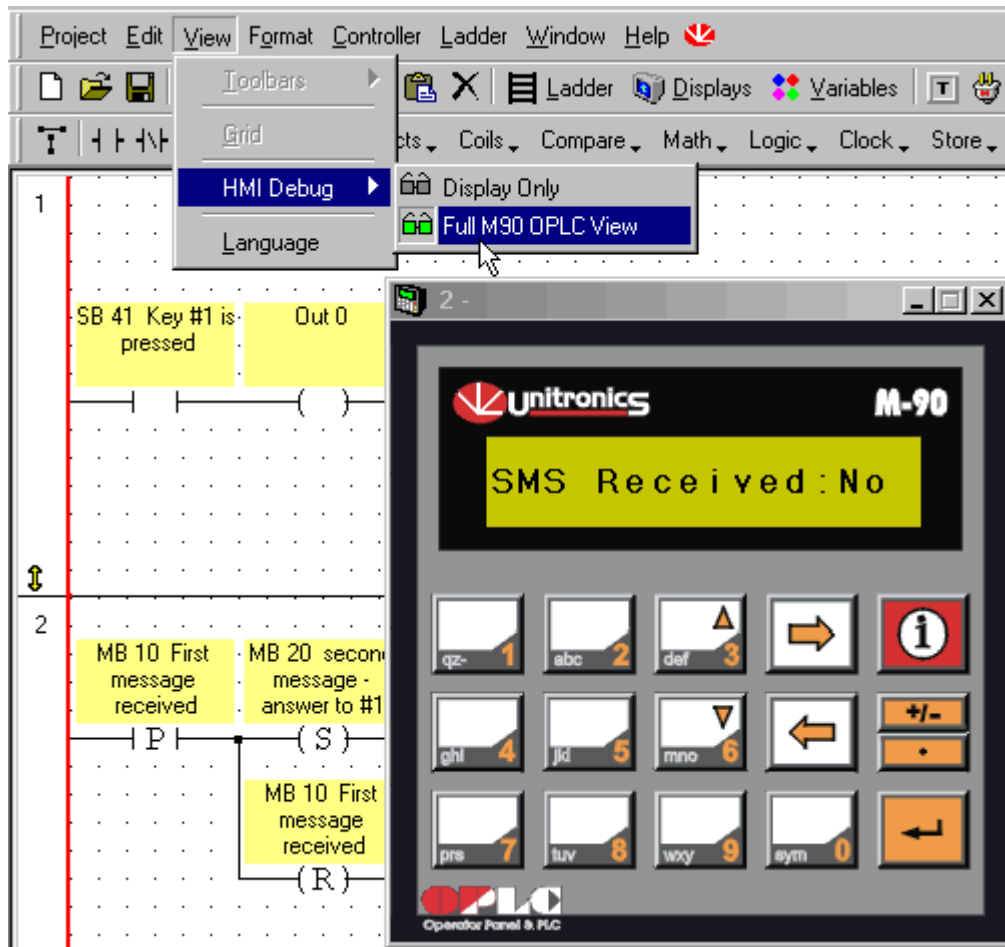 Project Edit View Format Controller Ladder Window Help
Toolbars
Ladder Displays Variables T
Grid
cts Coils Compare Math Logic Clock Store
HMI Debug
Display Only
Full M90 OPLC View
Language
1
2 -
SB 41 Key #1 is pressed
Out 0
unitronics
M-90
SMS Received:No
2
MB 10 First
message
received
MB 20 secon
message -
answer to #1
P
S
MB 10 First
message
received
R
qz- 1
abc 2
def 3
i
ghl 4
jkl 5
mno 6
+/-
prs 7
tuv 8
wxy 9
sym 0
OPLC
Operator Panel & PLC